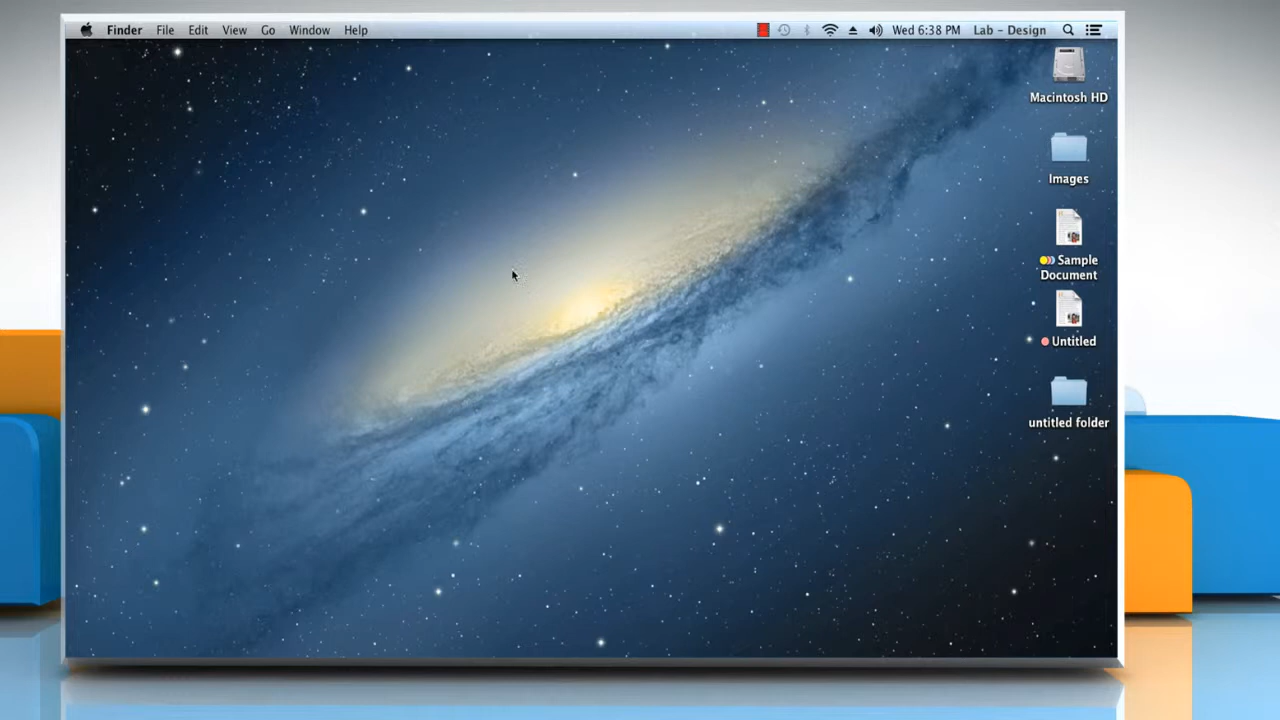 Finder File Edit View Go Window Help Wed 6:38 PM Lab - Design
Macintosh HD
Images
Sample
Document
Untitled
untitled folder